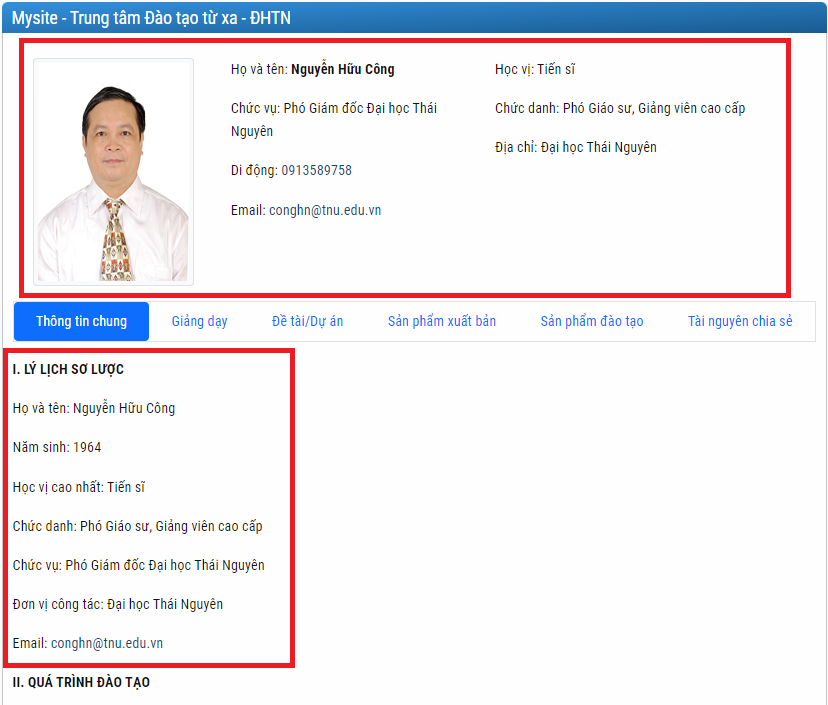 Mysite - Trung tâm Đào tạo từ xa - ĐHTN
Họ và tên: Nguyễn Hữu Công
Chức vụ: Phó Giám đốc Đại học Thái
Nguyên
Di động: 0913589758
Email: conghn@tnu.edu.vn
Học vị: Tiến sĩ
Chức danh: Phó Giáo sư, Giảng viên cao cấp
Địa chỉ: Đại học Thái Nguyên
Thông tin chung
Giảng dạy
Đề tài/Dự án
Sản phẩm xuất bản
Sản phẩm đào tạo
Tài nguyên chia sẻ
I. LÝ LỊCH SƠ LƯỢC
Họ và tên: Nguyễn Hữu Công
Năm sinh: 1964
Học vị cao nhất: Tiến sĩ
Chức danh: Phó Giáo sư, Giảng viên cao cấp
Chức vụ: Phó Giám đốc Đại học Thái Nguyên
Đơn vị công tác: Đại học Thái Nguyên
Email: conghn@tnu.edu.vn
II. QUÁ TRÌNH ĐÀO TẠO